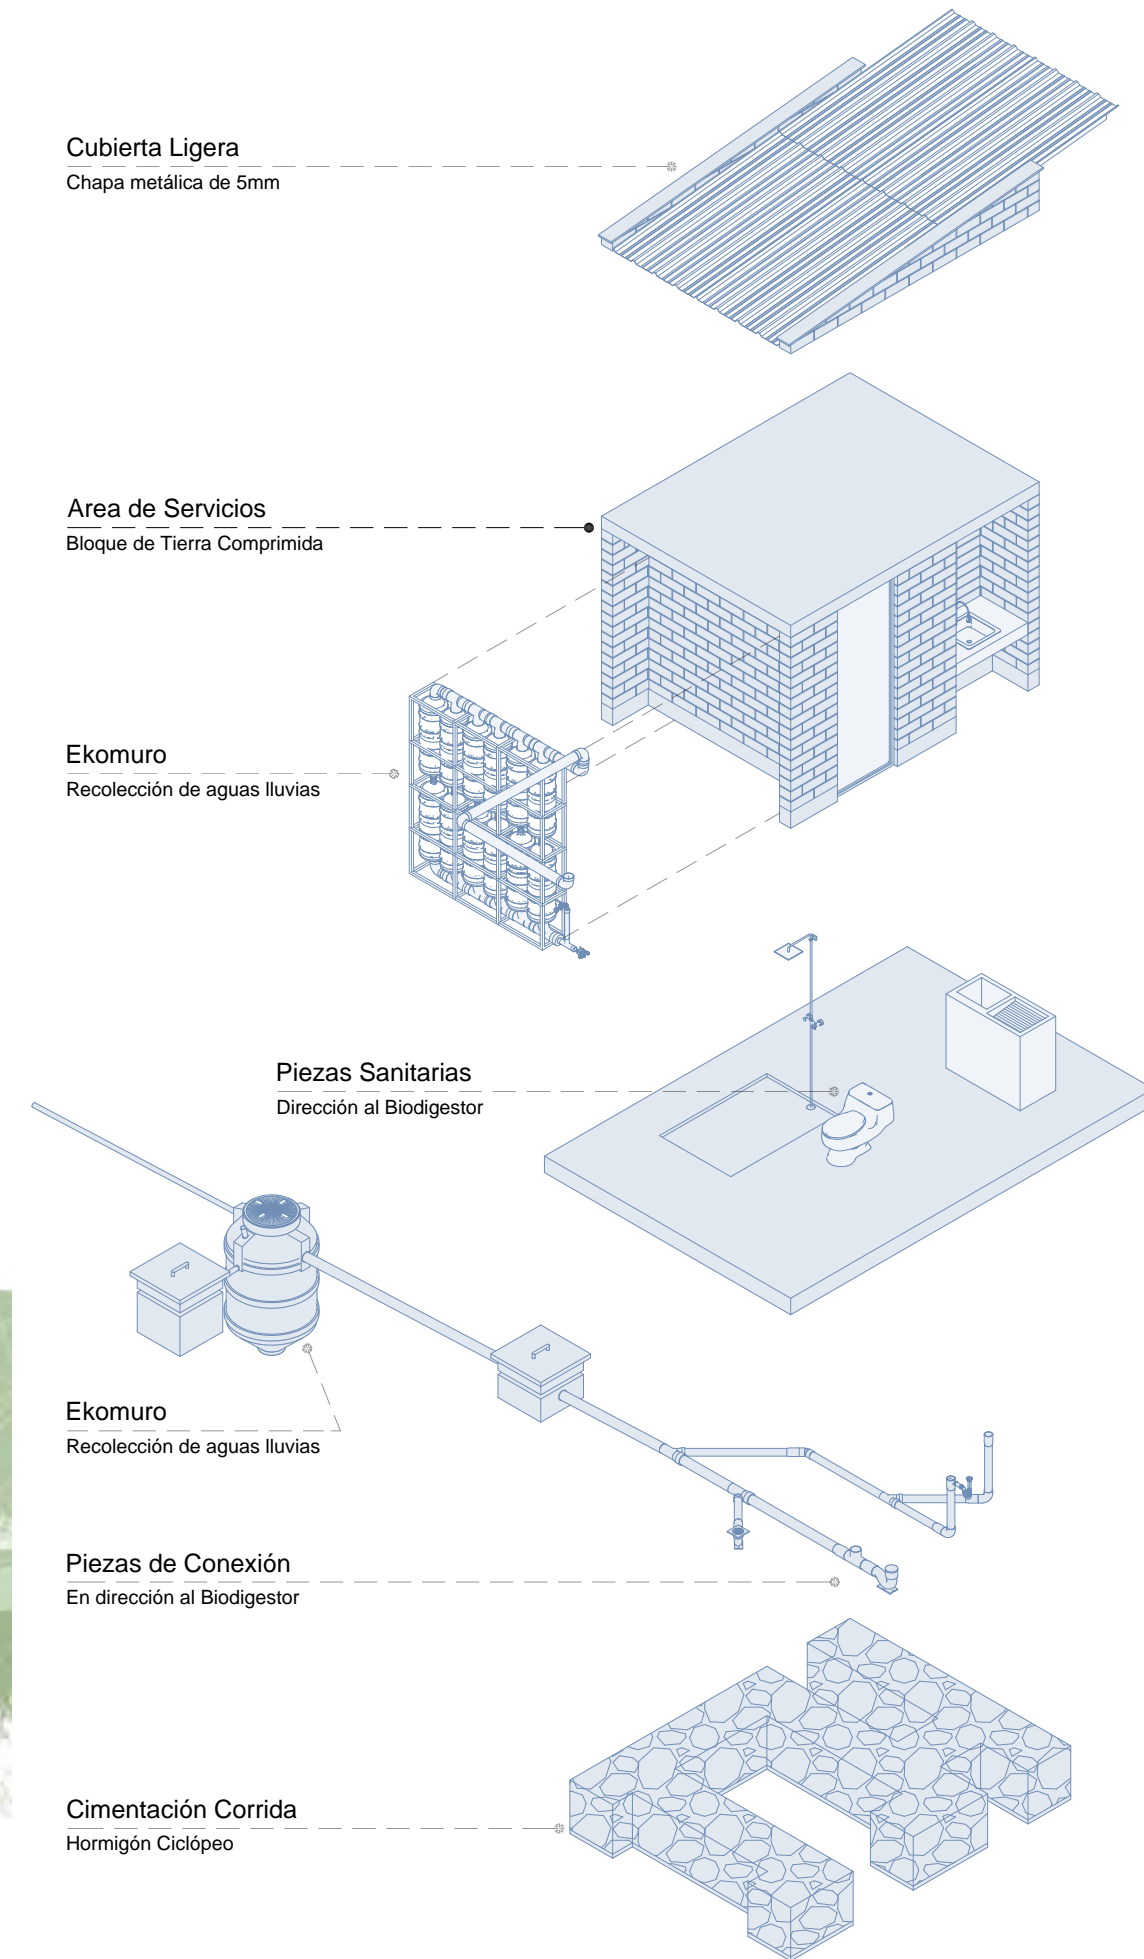 Cubierta Ligera
Chapa metálica de 5mm
Area de Servicios
Bloque de Tierra Comprimida
Ekomuro
Recolección de aguas lluvias
Piezas Sanitarias
Dirección al Biodigestor
Ekomuro
Recolección de aguas lluvias
Piezas de Conexión
En dirección al Biodigestor
Cimentación Corrida
Hormigón Ciclópeo